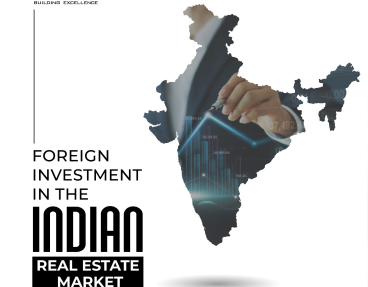 BUILDING EXCELLENCE
FOREIGN
INVESTMENT
IN THE
INDIAN
REAL ESTATE
MARKET